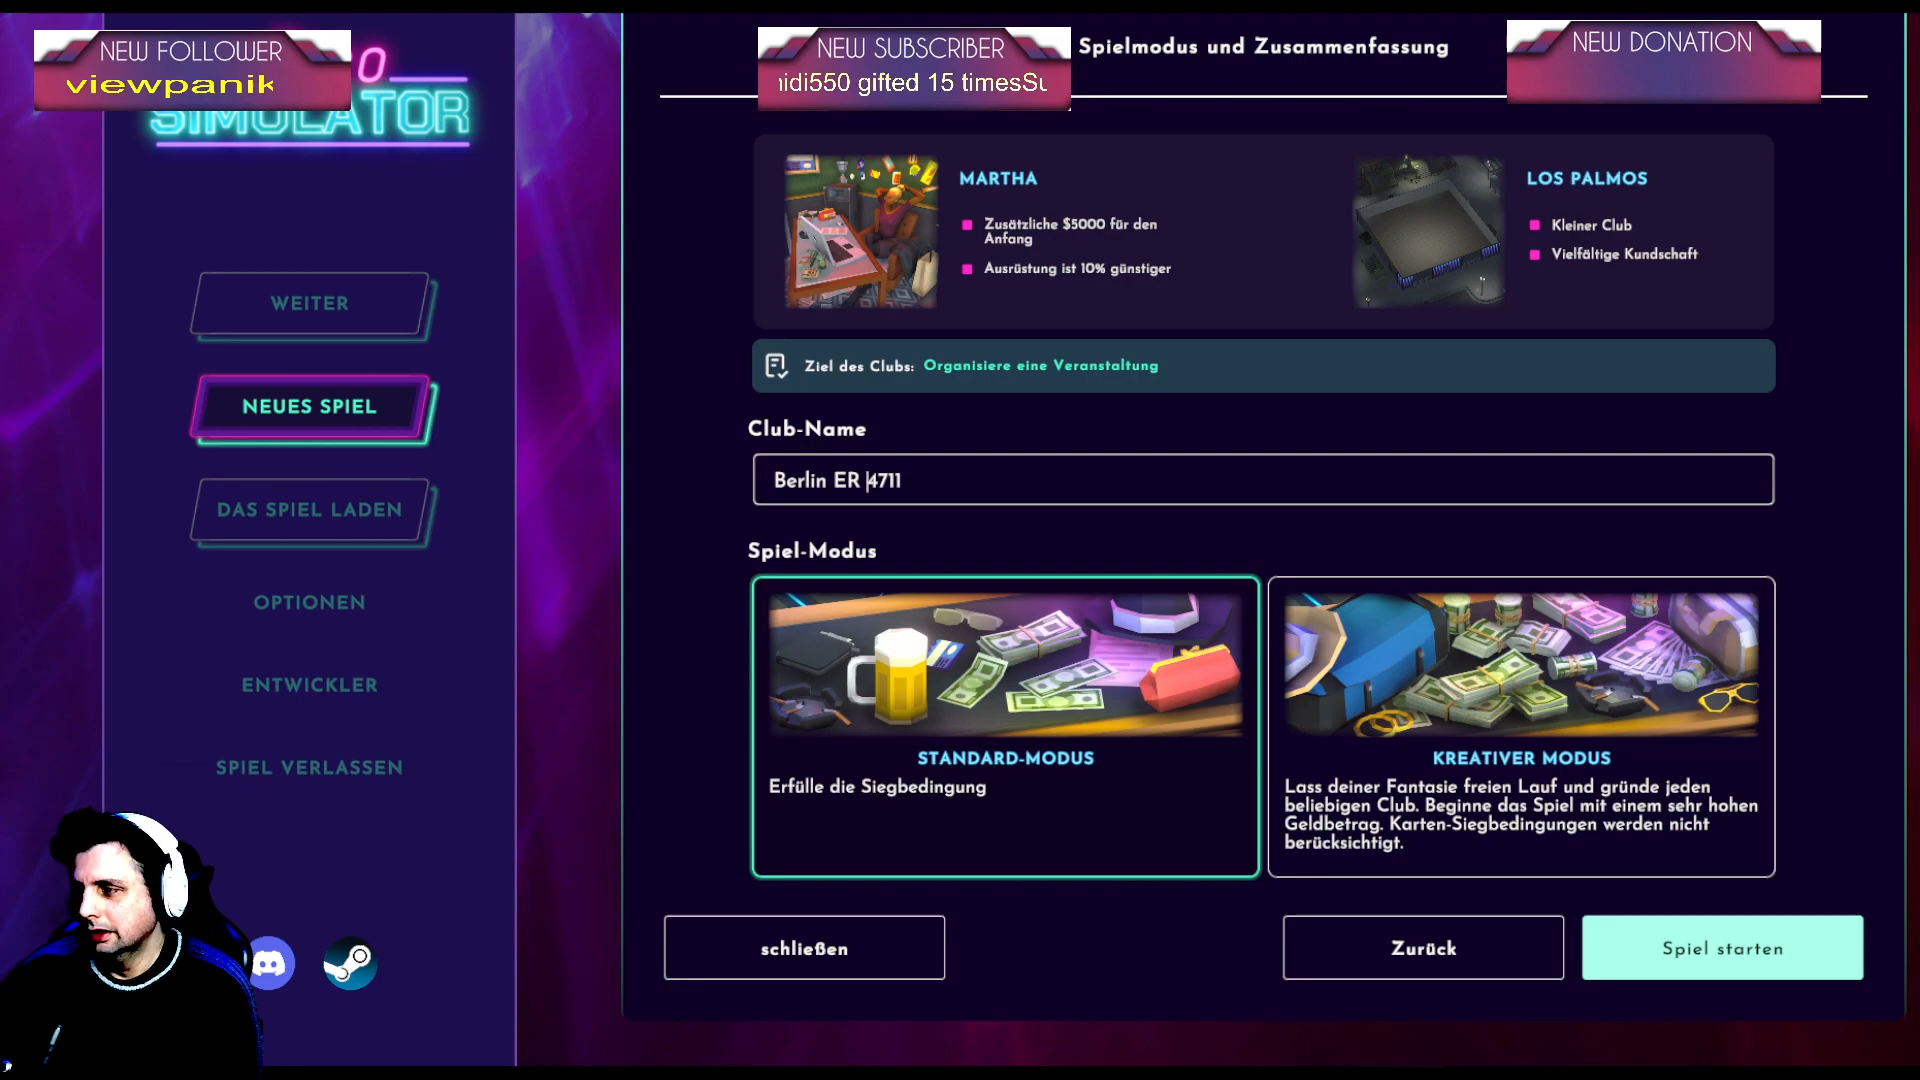 NEW FOLLOWER
viewpanik
O
SIMULATOR
WEITER
NEUES SPIEL
DAS SPIEL LADEN
OPTIONEN
ENTWICKLER
SPIEL VERLASSEN
NEW SUBSCRIBER
idi550 gifted 15 timesSu
Spielmodus und Zusammenfassung
NEW DONATION
MARTHA
Zusätzliche $5000 für den
Anfang
Ausrüstung ist 10% günstiger
LOS PALMOS
Kleiner Club
Vielfältige Kundschaft
Ziel des Clubs: Organisiere eine Veranstaltung
Club-Name
Berlin ER 4711
Spiel-Modus
STANDARD-MODUS
Erfülle die Siegbedingung
KREATIVER MODUS
Lass deiner Fantasie freien Lauf und gründe jeden
beliebigen Club. Beginne das Spiel mit einem sehr hohen
Geldbetrag. Karten-Siegbedingungen werden nicht
berücksichtigt.
schließen
Zurück
Spiel starten